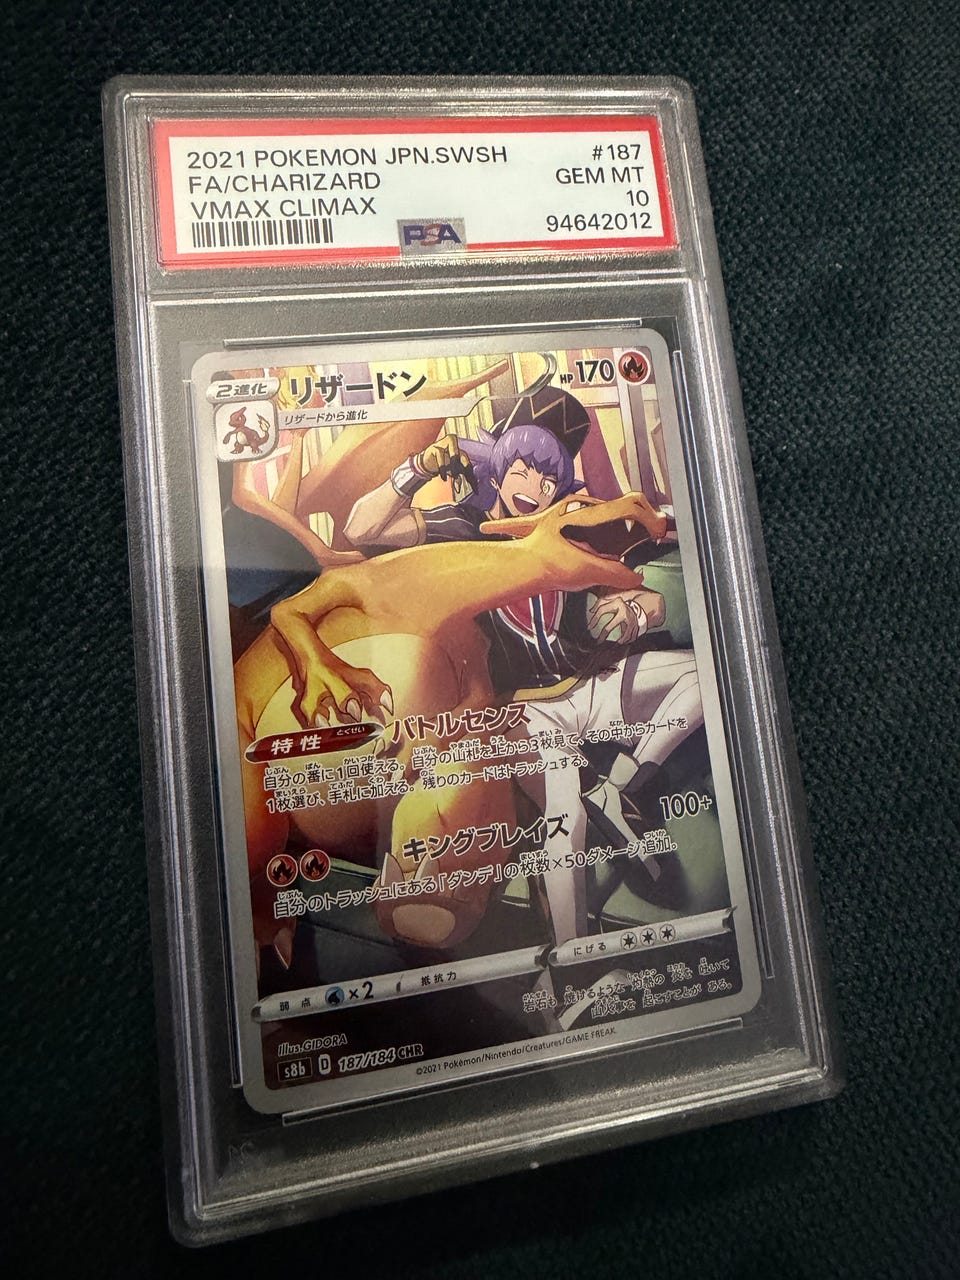 2021 POKEMON JPN.SWSH #187
FA/CHARIZARD GEM MT
VMAX CLIMAX 10
94642012
PSA
2進化 リザードン HP 170
リザードから進化
特性 とくせい バトルセンス
自分の番に1回使える。自分の山札を上から3枚見て、その中からカードを
1枚選び、手札に加える。残りのカードはトラッシュする。
キングブレイズ 100+
自分のトラッシュにある「ダンデ」の枚数×50ダメージ追加。
弱点 ×2 抵抗力 にげる
岩石も 焼けるような 灼熱の 炎を 吐いて
山火事を 起こすことが ある。
Illus.GIDORA
s8b D 187/184 CHR
©2021 Pokémon/Nintendo/Creatures/GAME FREAK.